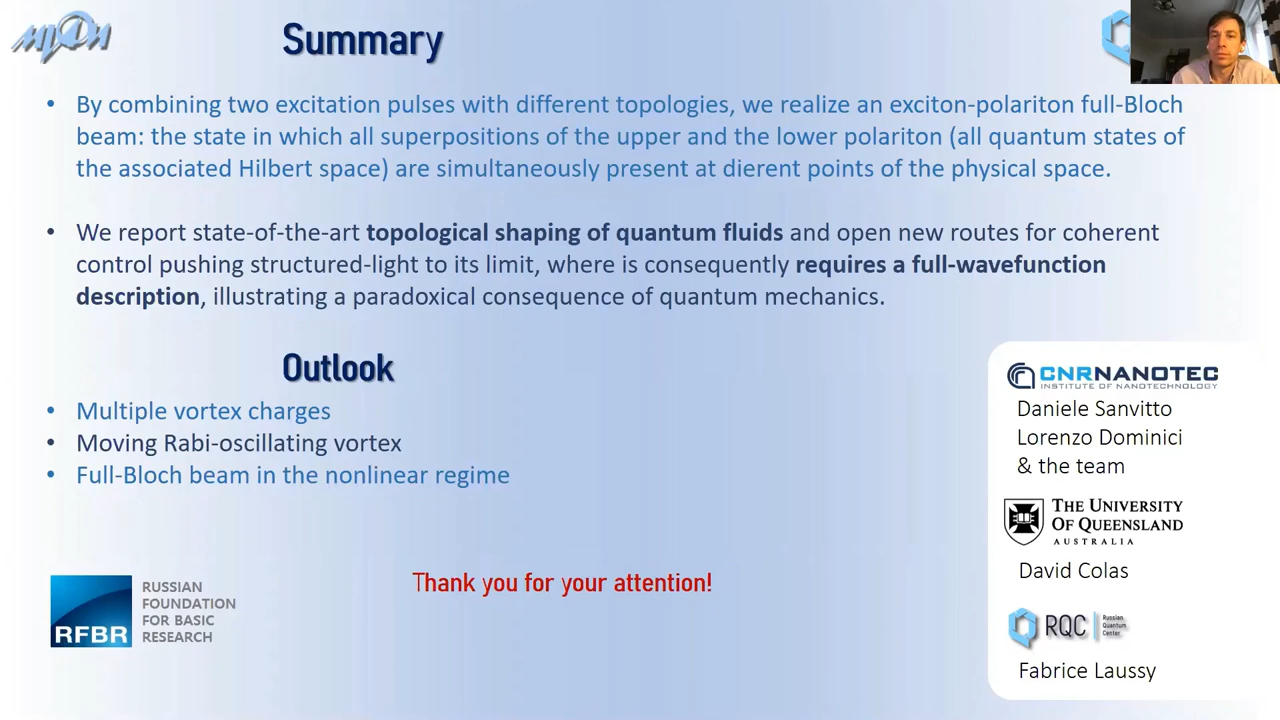 мифи
Summary
• By combining two excitation pulses with different topologies, we realize an exciton-polariton full-Bloch
beam: the state in which all superpositions of the upper and the lower polariton (all quantum states of
the associated Hilbert space) are simultaneously present at dierent points of the physical space.
• We report state-of-the-art topological shaping of quantum fluids and open new routes for coherent
control pushing structured-light to its limit, where is consequently requires a full-wavefunction
description, illustrating a paradoxical consequence of quantum mechanics.
Outlook
• Multiple vortex charges
• Moving Rabi-oscillating vortex
• Full-Bloch beam in the nonlinear regime
CNRNANOTEC
INSTITUTE OF NANOTECHNOLOGY
Daniele Sanvitto
Lorenzo Dominici
& the team
THE UNIVERSITY
OF QUEENSLAND
AUSTRALIA
David Colas
RQC
Russian
Quantum
Center
Fabrice Laussy
Thank you for your attention!
RFBR
RUSSIAN
FOUNDATION
FOR BASIC
RESEARCH